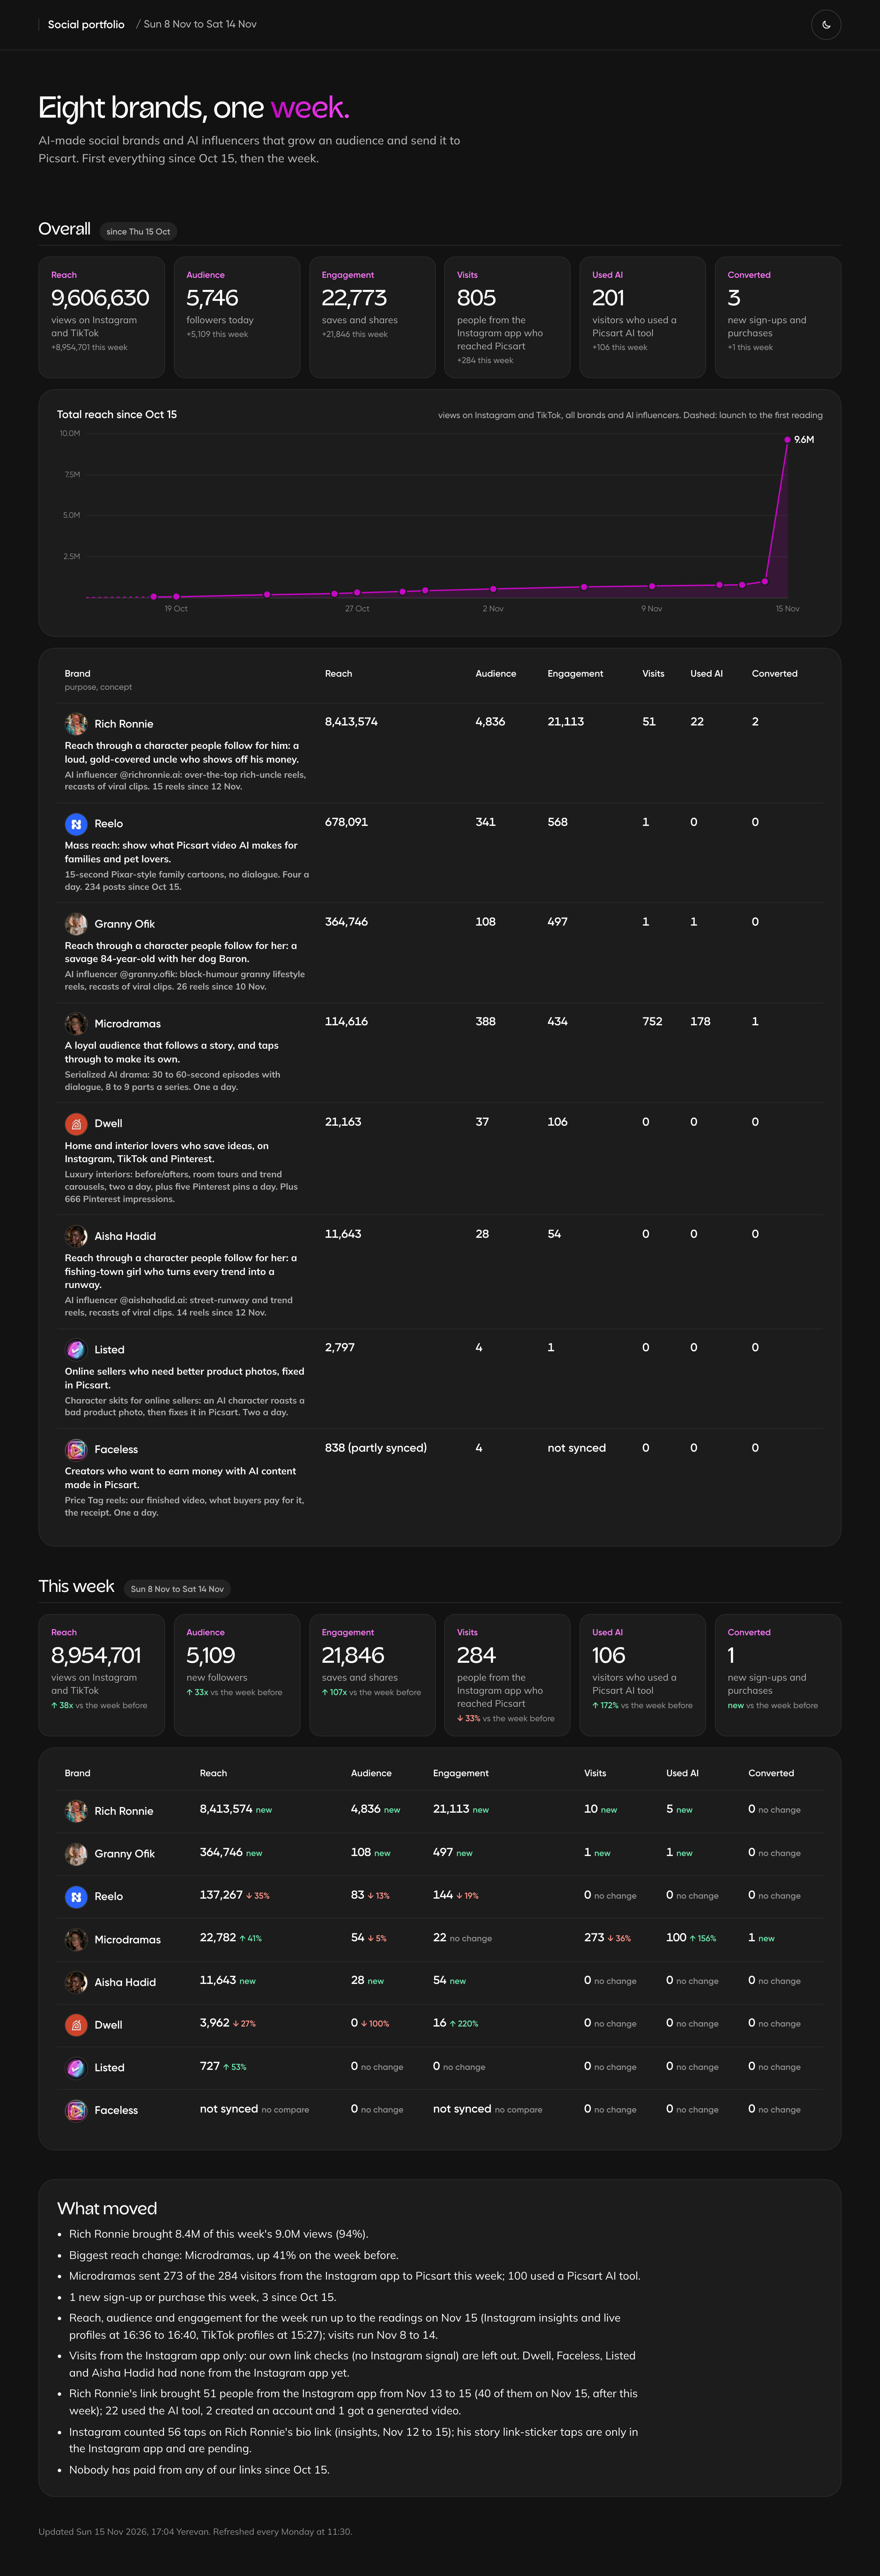 Social portfolio / Sun 8 Nov to Sat 14 Nov
Eight brands, one week.
AI-made social brands and AI influencers that grow an audience and send it to
Picsart. First everything since Oct 15, then the week.
Overall since Thu 15 Oct
Reach
9,606,630
views on Instagram
and TikTok
+8,954,701 this week
Audience
5,746
followers today
+5,109 this week
Engagement
22,773
saves and shares
+21,846 this week
Visits
805
people from the
Instagram app who
reached Picsart
+284 this week
Used AI
201
visitors who used a
Picsart AI tool
+106 this week
Converted
3
new sign-ups and
purchases
+1 this week
Total reach since Oct 15
views on Instagram and TikTok, all brands and AI influencers. Dashed: launch to the first reading
10.0M
9.6M
7.5M
5.0M
2.5M
19 Oct 27 Oct 2 Nov 9 Nov 15 Nov
Brand Reach Audience Engagement Visits Used AI Converted
purpose, concept
Rich Ronnie 8,413,574 4,836 21,113 51 22 2
Reach through a character people follow for him: a
loud, gold-covered uncle who shows off his money.
AI influencer @richronnie.ai: over-the-top rich-uncle reels,
recasts of viral clips. 15 reels since 12 Nov.
Reelo 678,091 341 568 1 0 0
Mass reach: show what Picsart video AI makes for
families and pet lovers.
15-second Pixar-style family cartoons, no dialogue. Four a
day. 234 posts since Oct 15.
Granny Ofik 364,746 108 497 1 1 0
Reach through a character people follow for her: a
savage 84-year-old with her dog Baron.
AI influencer @granny.ofik: black-humour granny lifestyle
reels, recasts of viral clips. 26 reels since 10 Nov.
Microdramas 114,616 388 434 752 178 1
A loyal audience that follows a story, and taps
through to make its own.
Serialized AI drama: 30 to 60-second episodes with
dialogue, 8 to 9 parts a series. One a day.
Dwell 21,163 37 106 0 0 0
Home and interior lovers who save ideas, on
Instagram, TikTok and Pinterest.
Luxury interiors: before/afters, room tours and trend
carousels, two a day, plus five Pinterest pins a day. Plus
666 Pinterest impressions.
Aisha Hadid 11,643 28 54 0 0 0
Reach through a character people follow for her: a
fishing-town girl who turns every trend into a
runway.
AI influencer @aishahadid.ai: street-runway and trend
reels, recasts of viral clips. 14 reels since 12 Nov.
Listed 2,797 4 1 0 0 0
Online sellers who need better product photos, fixed
in Picsart.
Character skits for online sellers: an AI character roasts a
bad product photo, then fixes it in Picsart. Two a day.
Faceless 838 (partly synced) 4 not synced 0 0 0
Creators who want to earn money with AI content
made in Picsart.
Price Tag reels: our finished video, what buyers pay for it,
the receipt. One a day.
This week Sun 8 Nov to Sat 14 Nov
Reach
8,954,701
views on Instagram
and TikTok
↑ 38x vs the week before
Audience
5,109
new followers
↑ 33x vs the week before
Engagement
21,846
saves and shares
↑ 107x vs the week before
Visits
284
people from the
Instagram app who
reached Picsart
↓ 33% vs the week before
Used AI
106
visitors who used a
Picsart AI tool
↑ 172% vs the week before
Converted
1
new sign-ups and
purchases
new vs the week before
Brand Reach Audience Engagement Visits Used AI Converted
Rich Ronnie 8,413,574 new 4,836 new 21,113 new 10 new 5 new 0 no change
Granny Ofik 364,746 new 108 new 497 new 1 new 1 new 0 no change
Reelo 137,267 ↓ 35% 83 ↓ 13% 144 ↓ 19% 0 no change 0 no change 0 no change
Microdramas 22,782 ↑ 41% 54 ↓ 5% 22 no change 273 ↓ 36% 100 ↑ 156% 1 new
Aisha Hadid 11,643 new 28 new 54 new 0 no change 0 no change 0 no change
Dwell 3,962 ↓ 27% 0 ↓ 100% 16 ↑ 220% 0 no change 0 no change 0 no change
Listed 727 ↑ 53% 0 no change 0 no change 0 no change 0 no change 0 no change
Faceless not synced no compare 0 no change not synced no compare 0 no change 0 no change 0 no change
What moved
• Rich Ronnie brought 8.4M of this week's 9.0M views (94%).
• Biggest reach change: Microdramas, up 41% on the week before.
• Microdramas sent 273 of the 284 visitors from the Instagram app to Picsart this week; 100 used a Picsart AI tool.
• 1 new sign-up or purchase this week, 3 since Oct 15.
• Reach, audience and engagement for the week run up to the readings on Nov 15 (Instagram insights and live
profiles at 16:36 to 16:40, TikTok profiles at 15:27); visits run Nov 8 to 14.
• Visits from the Instagram app only: our own link checks (no Instagram signal) are left out. Dwell, Faceless, Listed
and Aisha Hadid had none from the Instagram app yet.
• Rich Ronnie's link brought 51 people from the Instagram app from Nov 13 to 15 (40 of them on Nov 15, after this
week); 22 used the AI tool, 2 created an account and 1 got a generated video.
• Instagram counted 56 taps on Rich Ronnie's bio link (insights, Nov 12 to 15); his story link-sticker taps are only in
the Instagram app and are pending.
• Nobody has paid from any of our links since Oct 15.
Updated Sun 15 Nov 2026, 17:04 Yerevan. Refreshed every Monday at 11:30.